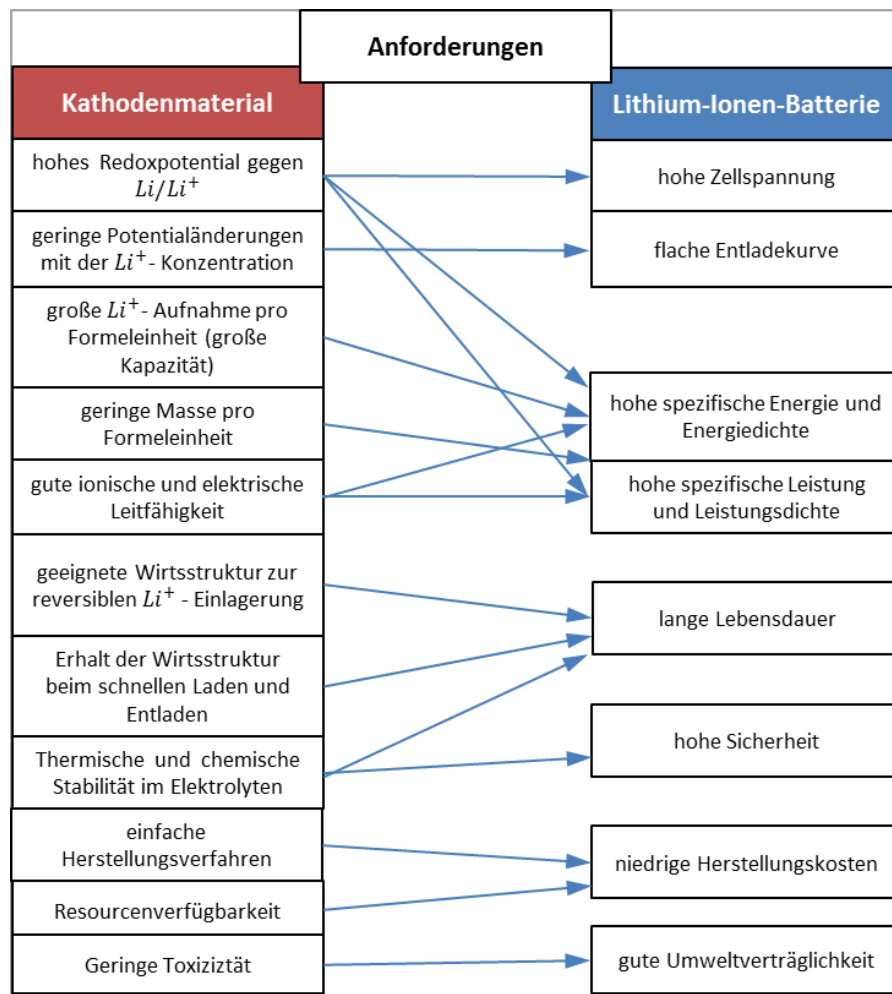 Anforderungen
Kathodenmaterial
hohes Redoxpotential gegen
Li/Li⁺
geringe Potentialänderungen
mit der Li⁺- Konzentration
große Li⁺- Aufnahme pro
Formeleinheit (große
Kapazität)
geringe Masse pro
Formeleinheit
gute ionische und elektrische
Leitfähigkeit
geeignete Wirtsstruktur zur
reversiblen Li⁺ - Einlagerung
Erhalt der Wirtsstruktur
beim schnellen Laden und
Entladen
Thermische und chemische
Stabilität im Elektrolyten
einfache
Herstellungsverfahren
Resourcenverfügbarkeit
Geringe Toxiziztät
Lithium-Ionen-Batterie
hohe Zellspannung
flache Entladekurve
hohe spezifische Energie und
Energiedichte
hohe spezifische Leistung
und Leistungsdichte
lange Lebensdauer
hohe Sicherheit
niedrige Herstellungskosten
gute Umweltverträglichkeit